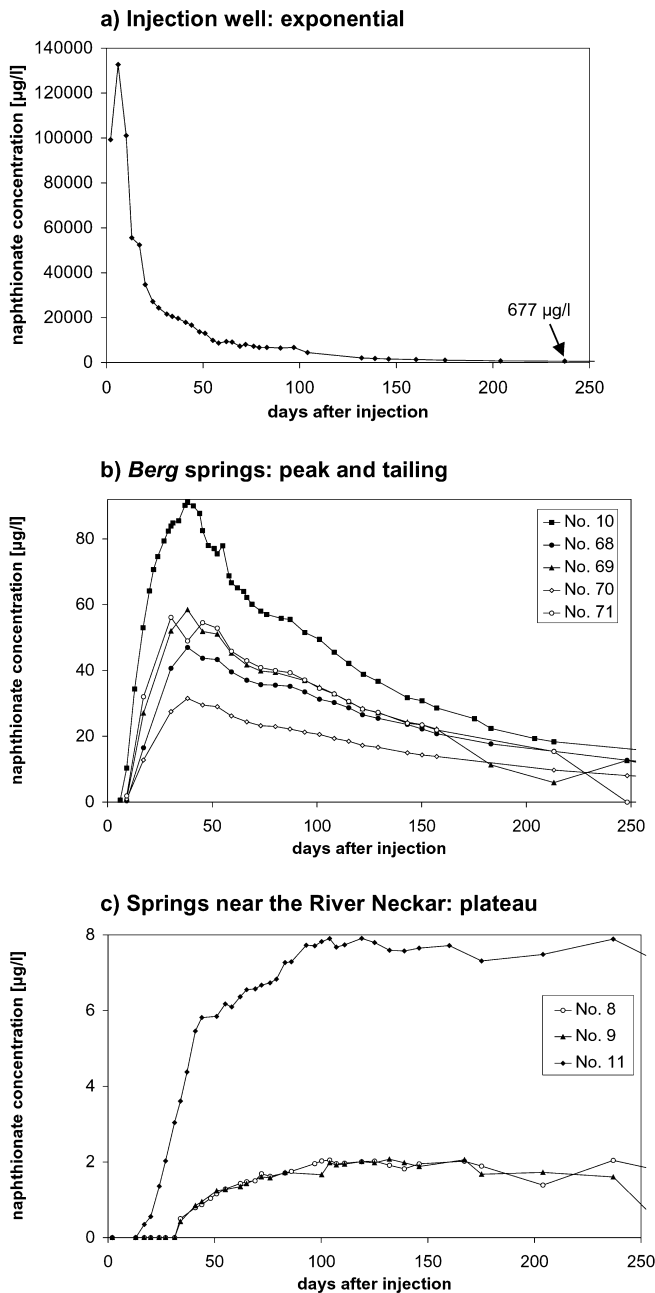 a) Injection well: exponential
naphthionate concentration [µg/l]
140000
120000
100000
80000
60000
40000
20000
0
677 µg/l
0 50 100 150 200 250
days after injection
b) Berg springs: peak and tailing
naphthionate concentration [µg/l]
80
60
40
20
0
No. 10
No. 68
No. 69
No. 70
No. 71
0 50 100 150 200 250
days after injection
c) Springs near the River Neckar: plateau
naphthionate concentration [µg/l]
8
6
4
2
0
No. 8
No. 9
No. 11
0 50 100 150 200 250
days after injection